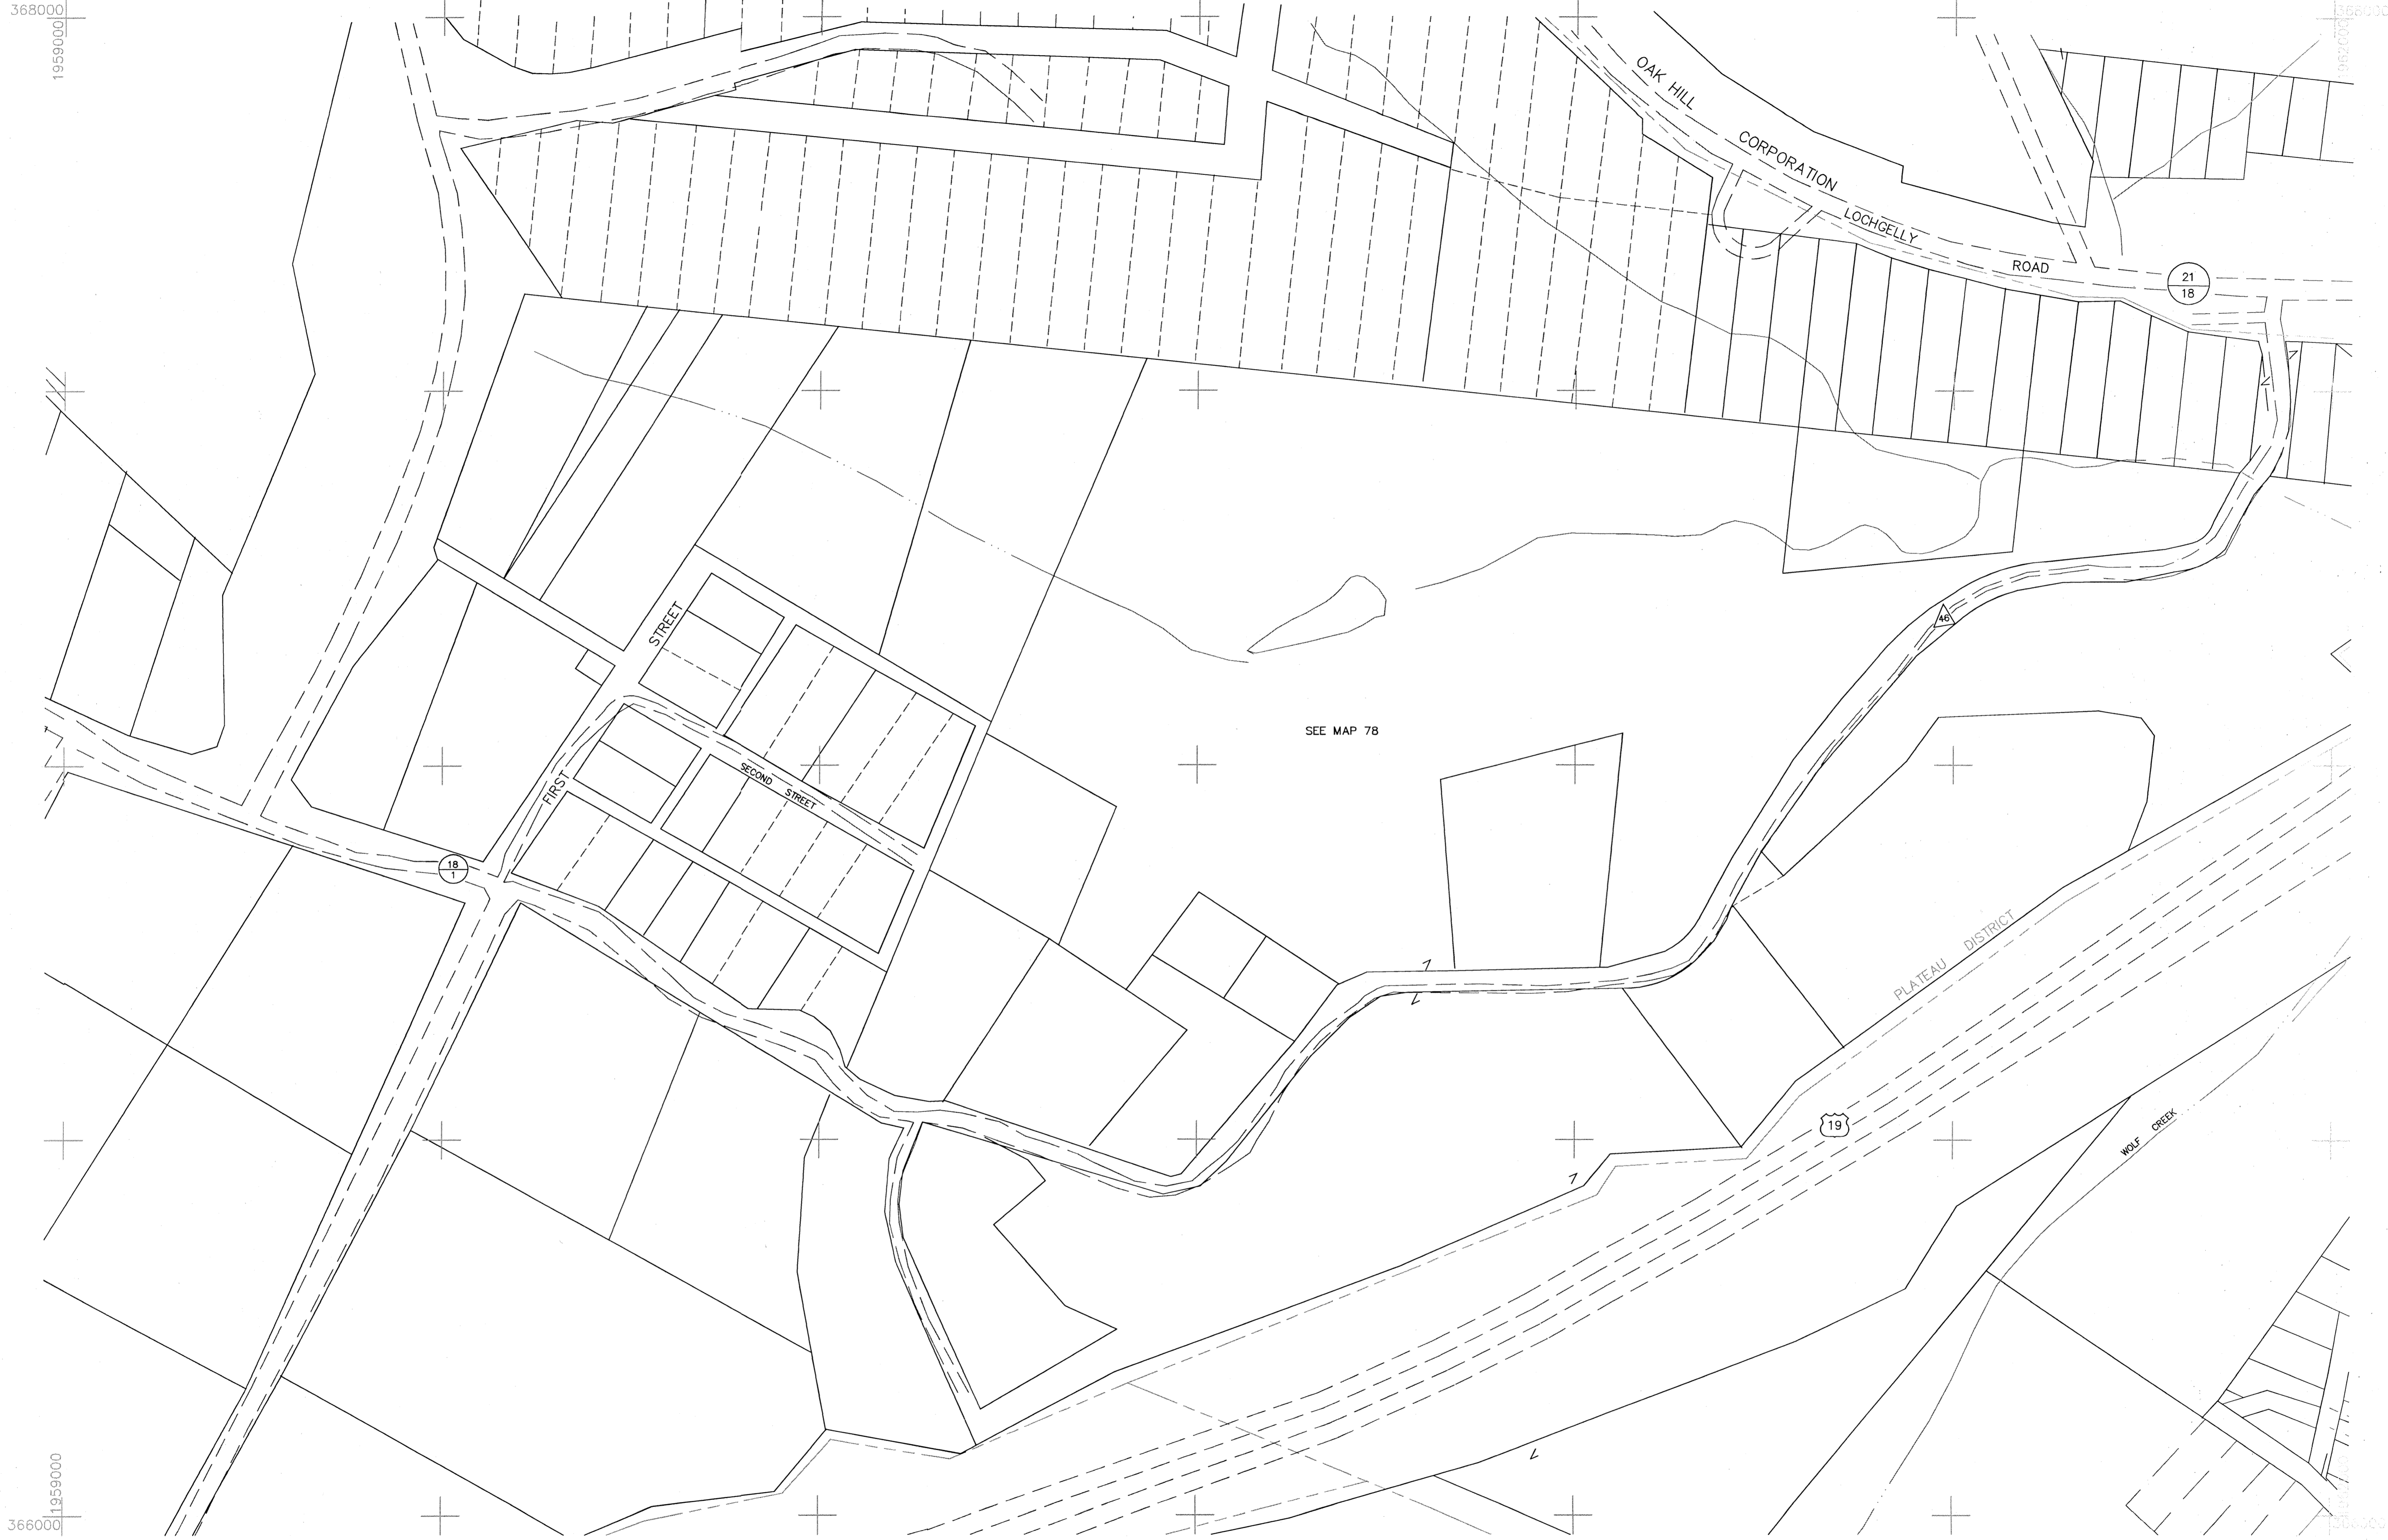 368000
1959000
OAK HILL
CORPORATION
LOCHGELLY
ROAD
21
18
46
STREET
FIRST
SECOND
STREET
SEE MAP 78
18
1
PLATEAU DISTRICT
19
WOLF CREEK
1959000
366000